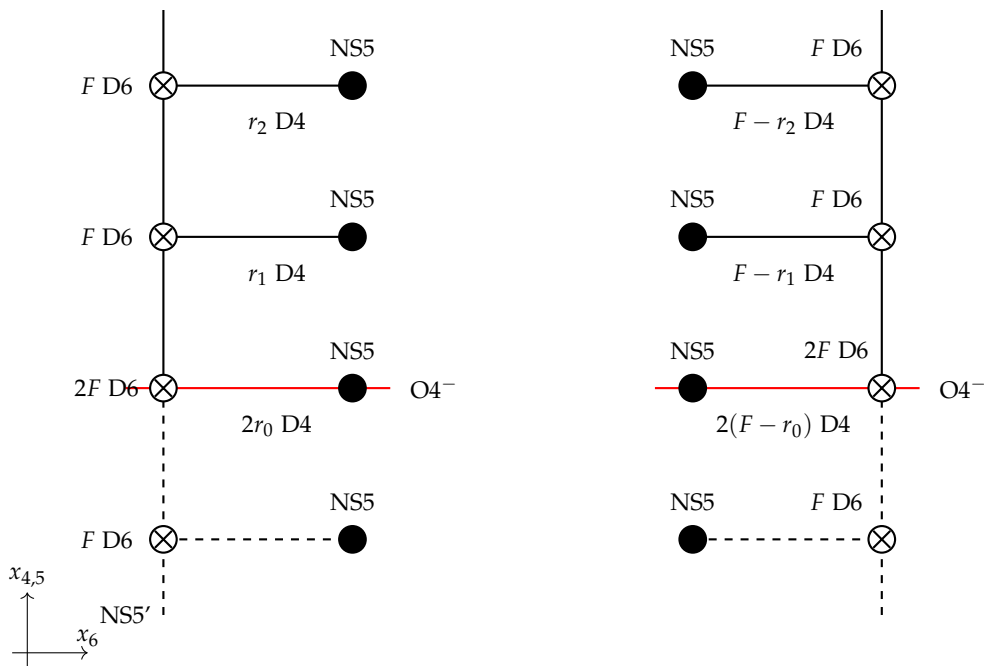 NS5
F D6
r₂ D4
NS5
F D6
r₁ D4
NS5
2F D6
O4⁻
2r₀ D4
NS5
F D6
x₄,₅
NS5'
x₆
NS5
F D6
F − r₂ D4
NS5
F D6
F − r₁ D4
NS5
2F D6
O4⁻
2(F − r₀) D4
NS5
F D6